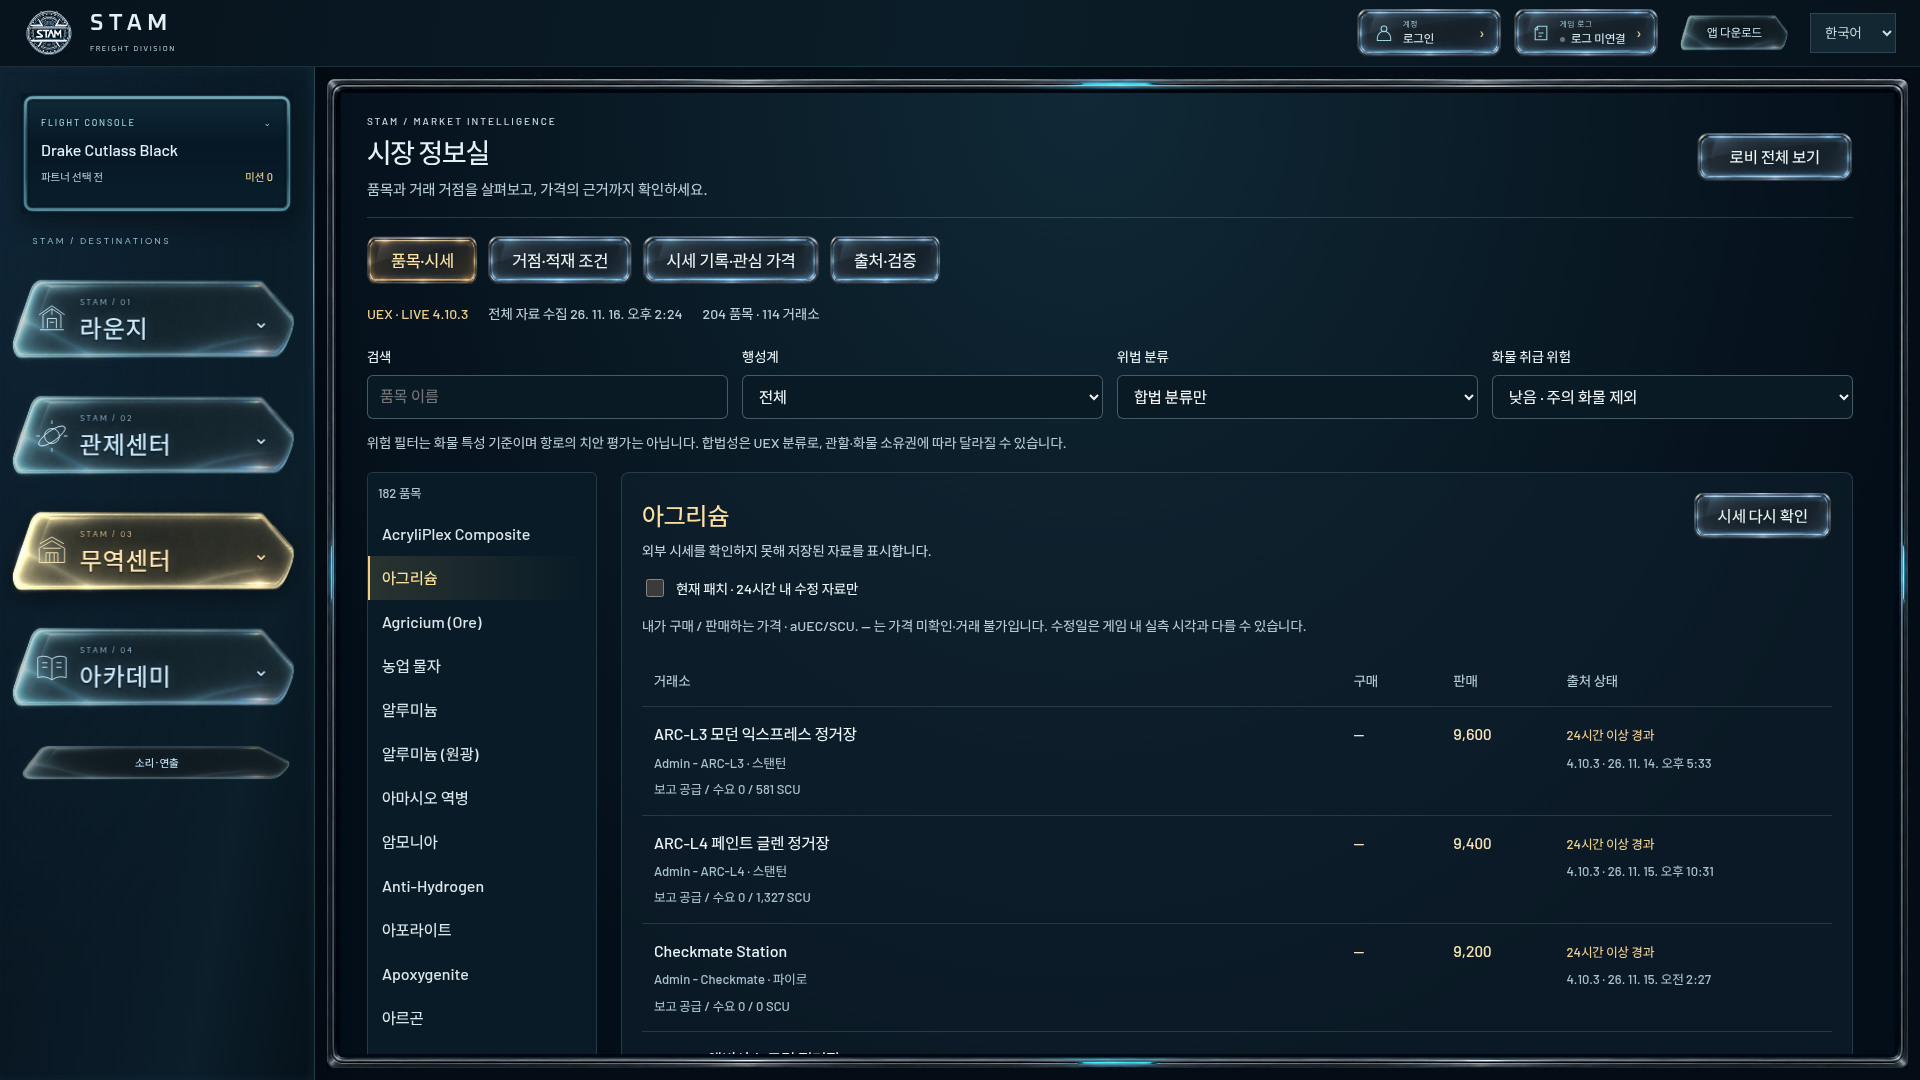 STAM
STAM
FREIGHT DIVISION
계정
로그인
게임 로그
로그 미연결
앱 다운로드
한국어
FLIGHT CONSOLE
Drake Cutlass Black
파트너 선택 전
미션 0
STAM / DESTINATIONS
STAM / 01
라운지
STAM / 02
관제센터
STAM / 03
무역센터
STAM / 04
아카데미
소리·연출
STAM / MARKET INTELLIGENCE
시장 정보실
품목과 거래 거점을 살펴보고, 가격의 근거까지 확인하세요.
로비 전체 보기
품목·시세
거점·적재 조건
시세 기록·관심 가격
출처·검증
UEX · LIVE 4.10.3 전체 자료 수집 26. 11. 16. 오후 2:24 204 품목 · 114 거래소
검색
품목 이름
행성계
전체
위법 분류
합법 분류만
화물 취급 위험
낮음 · 주의 화물 제외
위험 필터는 화물 특성 기준이며 항로의 치안 평가는 아닙니다. 합법성은 UEX 분류로, 관할·화물 소유권에 따라 달라질 수 있습니다.
182 품목
AcryliPlex Composite
아그리슘
Agricium (Ore)
농업 물자
알루미늄
알루미늄 (원광)
아마시오 역병
암모니아
Anti-Hydrogen
아포라이트
Apoxygenite
아르곤
아그리슘
시세 다시 확인
외부 시세를 확인하지 못해 저장된 자료를 표시합니다.
현재 패치 · 24시간 내 수정 자료만
내가 구매 / 판매하는 가격 · aUEC/SCU. — 는 가격 미확인·거래 불가입니다. 수정일은 게임 내 실측 시각과 다를 수 있습니다.
거래소 구매 판매 출처 상태
ARC-L3 모던 익스프레스 정거장 — 9,600 24시간 이상 경과
Admin - ARC-L3 · 스탠턴 4.10.3 · 26. 11. 14. 오후 5:33
보고 공급 / 수요 0 / 581 SCU
ARC-L4 페인트 글렌 정거장 — 9,400 24시간 이상 경과
Admin - ARC-L4 · 스탠턴 4.10.3 · 26. 11. 15. 오후 10:31
보고 공급 / 수요 0 / 1,327 SCU
Checkmate Station — 9,200 24시간 이상 경과
Admin - Checkmate · 파이로 4.10.3 · 26. 11. 15. 오전 2:27
보고 공급 / 수요 0 / 0 SCU